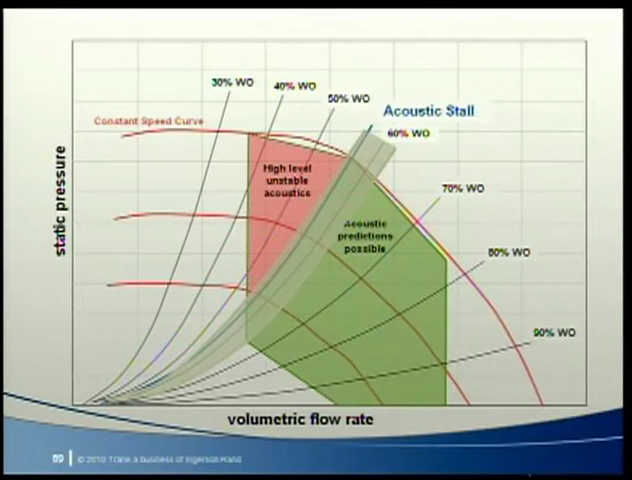 30% WO
40% WO
50% WO
Acoustic Stall
Constant Speed Curve
60% WO
High level
unstable
acoustics
70% WO
Acoustic
predictions
possible
80% WO
90% WO
static pressure
volumetric flow rate
89 © 2010 Trane a business of Ingersoll-Rand